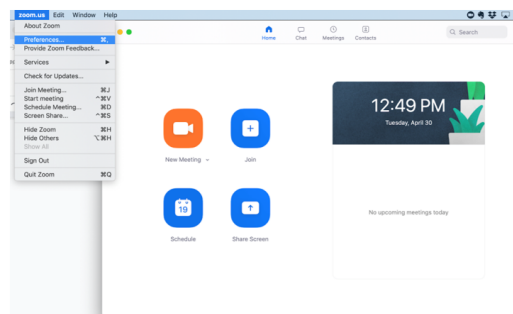 zoom.us Edit Window Help
About Zoom
Preferences... ⌘,
Provide Zoom Feedback...
Services ▶
Check for Updates...
Join Meeting... ⌘J
Start meeting ^⌘V
Schedule Meeting... ⌘D
Screen Share... ^⌘S
Hide Zoom ⌘H
Hide Others ⌥⌘H
Show All
Sign Out
Quit Zoom ⌘Q
Home Chat Meetings Contacts
Search
12:49 PM
Tuesday, April 30
New Meeting Join
19
Schedule Share Screen
No upcoming meetings today